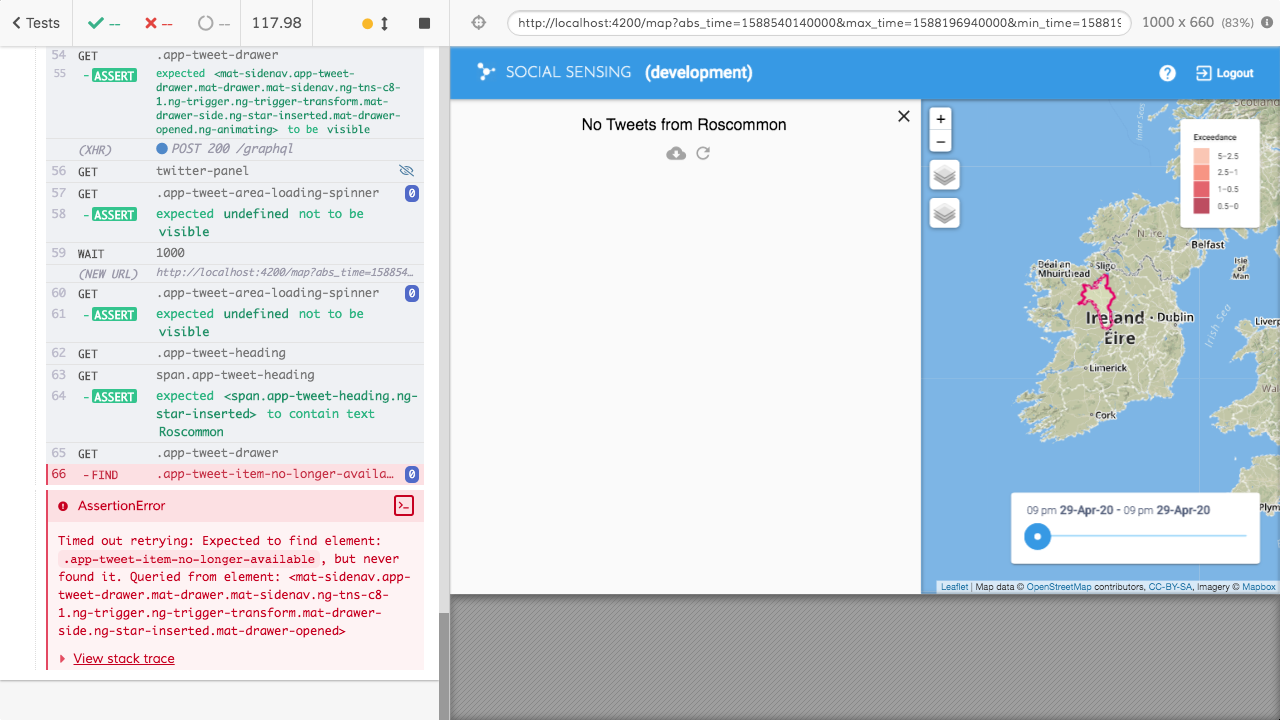 Tests
--
--
--
117.98
http://localhost:4200/map?abs_time=1588540140000&max_time=1588196940000&min_time=15881
1000 x 660 (83%)
54 GET .app-tweet-drawer
55 - ASSERT expected <mat-sidenav.app-tweet-
drawer.mat-drawer.mat-sidenav.ng-tns-c8-
1.ng-trigger.ng-trigger-transform.mat-
drawer-side.ng-star-inserted.mat-drawer-
opened.ng-animating> to be visible
(XHR) POST 200 /graphql
56 GET twitter-panel
57 GET .app-tweet-area-loading-spinner 0
58 - ASSERT expected undefined not to be
visible
59 WAIT 1000
(NEW URL) http://localhost:4200/map?abs_time=158854…
60 GET .app-tweet-area-loading-spinner 0
61 - ASSERT expected undefined not to be
visible
62 GET .app-tweet-heading
63 GET span.app-tweet-heading
64 - ASSERT expected <span.app-tweet-heading.ng-
star-inserted> to contain text
Roscommon
65 GET .app-tweet-drawer
66 - FIND .app-tweet-item-no-longer-availa… 0
AssertionError
Timed out retrying: Expected to find element:
.app-tweet-item-no-longer-available, but never
found it. Queried from element: <mat-sidenav.app-
tweet-drawer.mat-drawer.mat-sidenav.ng-tns-c8-
1.ng-trigger.ng-trigger-transform.mat-drawer-
side.ng-star-inserted.mat-drawer-opened>
View stack trace
SOCIAL SENSING (development)
? Logout
No Tweets from Roscommon
+
−
Inner Seas
Scotland
Exceedance
5-2.5
2.5-1
1-0.5
0.5-0
N. Ire.
Belfast
Béal an
Mhuirhead
Sligo
Isle
of
Man
Ireland
Éire
Dublin
Irish Sea
Liverp
Limerick
Wal
Cork
Plym
09 pm 29-Apr-20 - 09 pm 29-Apr-20
Leaflet | Map data © OpenStreetMap contributors, CC-BY-SA, Imagery © Mapbox